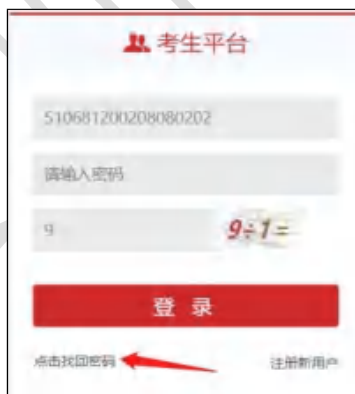 考生平台
510681200208080202
请输入密码
9 9÷1=
登 录
点击找回密码 注册新用户